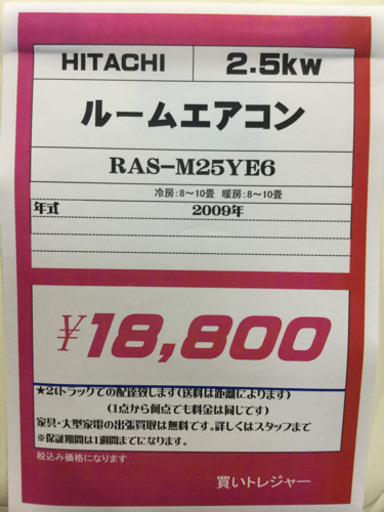 HITACHI 2.5kw
ルームエアコン
RAS-M25YE6
冷房:8〜10畳 暖房:8〜10畳
年式 2009年
¥18,800
★2tトラックでの配達致します(送料は距離によります)
(1点から何点でも料金は同じです)
家具・大型家電の出張買取は無料です。詳しくはスタッフまで
※保証期間は1週間までになります。
税込み価格になります
買いトレジャー